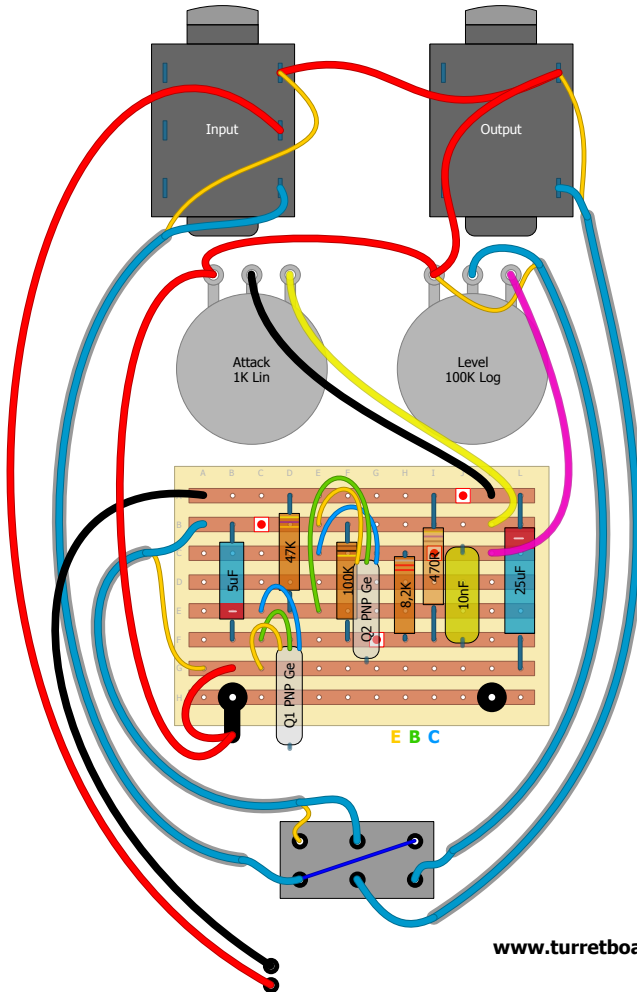 Input
Output
Attack
1K Lin
Level
100K Log
A B C D E F G H I L
B
C
D
E
F
G
H
5uF
47K
100K
Q2 PNP Ge
8,2K
470R
10nF
25uF
Q1 PNP Ge
E B C
www.turretboa